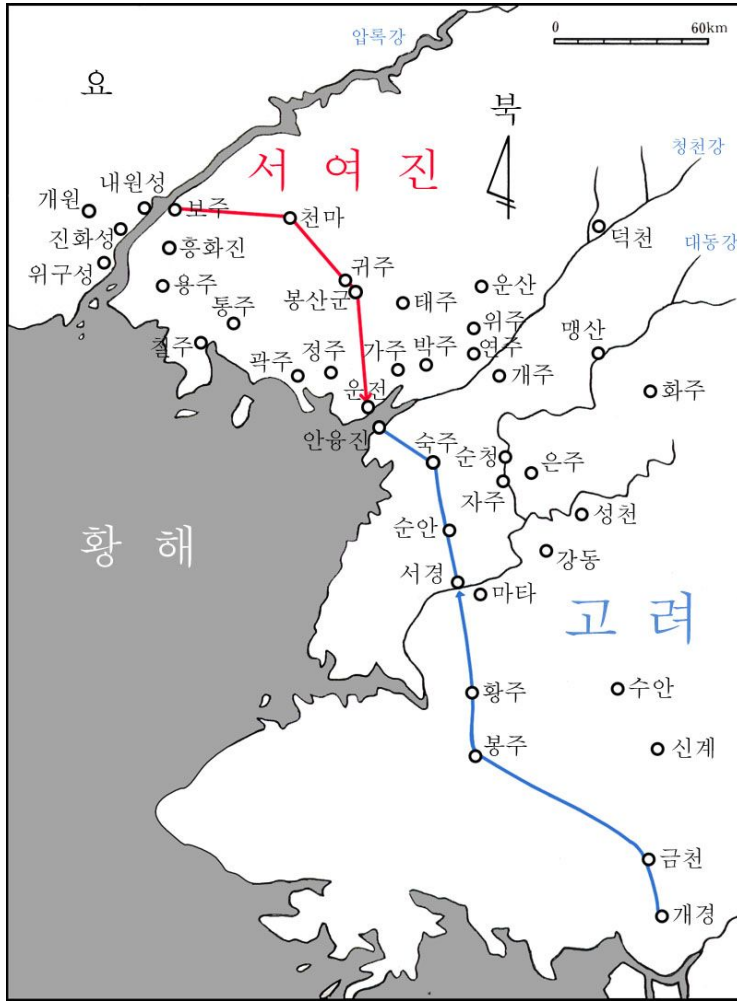 압록강
0 60km
요
북
청천강
서 여 진
내원성
개원
보주
천마
덕천
진화성
대동강
흥화진
위구성
귀주
용주
봉산군
태주
운산
통주
위주
철주
연주
맹산
곽주
정주
가주
박주
개주
화주
운전
안융진
숙주
순청
은주
자주
성천
황 해
순안
강동
서경
마타
고 려
황주
수안
봉주
신계
금천
개경